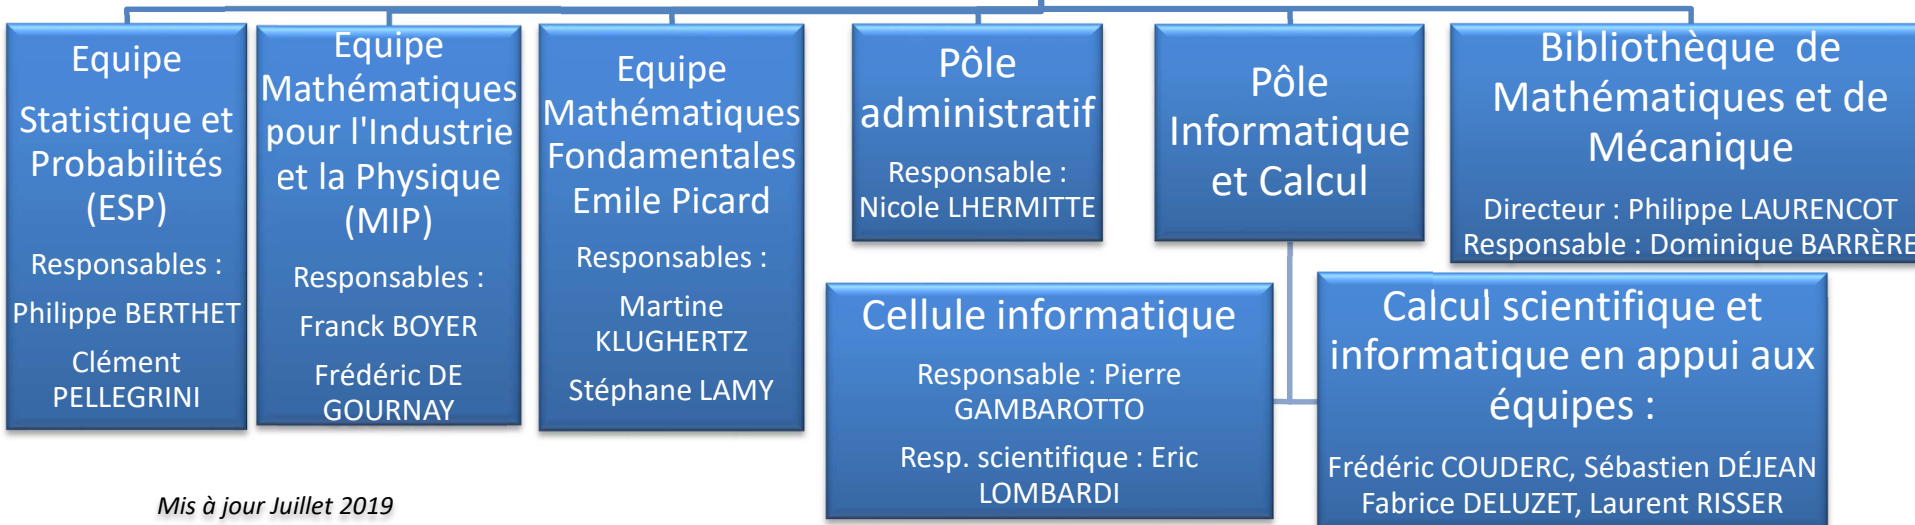 Equipe
Statistique et
Probabilités
(ESP)
Responsables :
Philippe BERTHET
Clément
PELLEGRINI
Equipe
Mathématiques
pour l'Industrie
et la Physique
(MIP)
Responsables :
Franck BOYER
Frédéric DE
GOURNAY
Equipe
Mathématiques
Fondamentales
Emile Picard
Responsables :
Martine
KLUGHERTZ
Stéphane LAMY
Pôle
administratif
Responsable :
Nicole LHERMITTE
Pôle
Informatique
et Calcul
Bibliothèque de
Mathématiques et de
Mécanique
Directeur : Philippe LAURENCOT
Responsable : Dominique BARRÈRE
Cellule informatique
Responsable : Pierre
GAMBAROTTO
Resp. scientifique : Eric
LOMBARDI
Calcul scientifique et
informatique en appui aux
équipes :
Frédéric COUDERC, Sébastien DÉJEAN
Fabrice DELUZET, Laurent RISSER
Mis à jour Juillet 2019